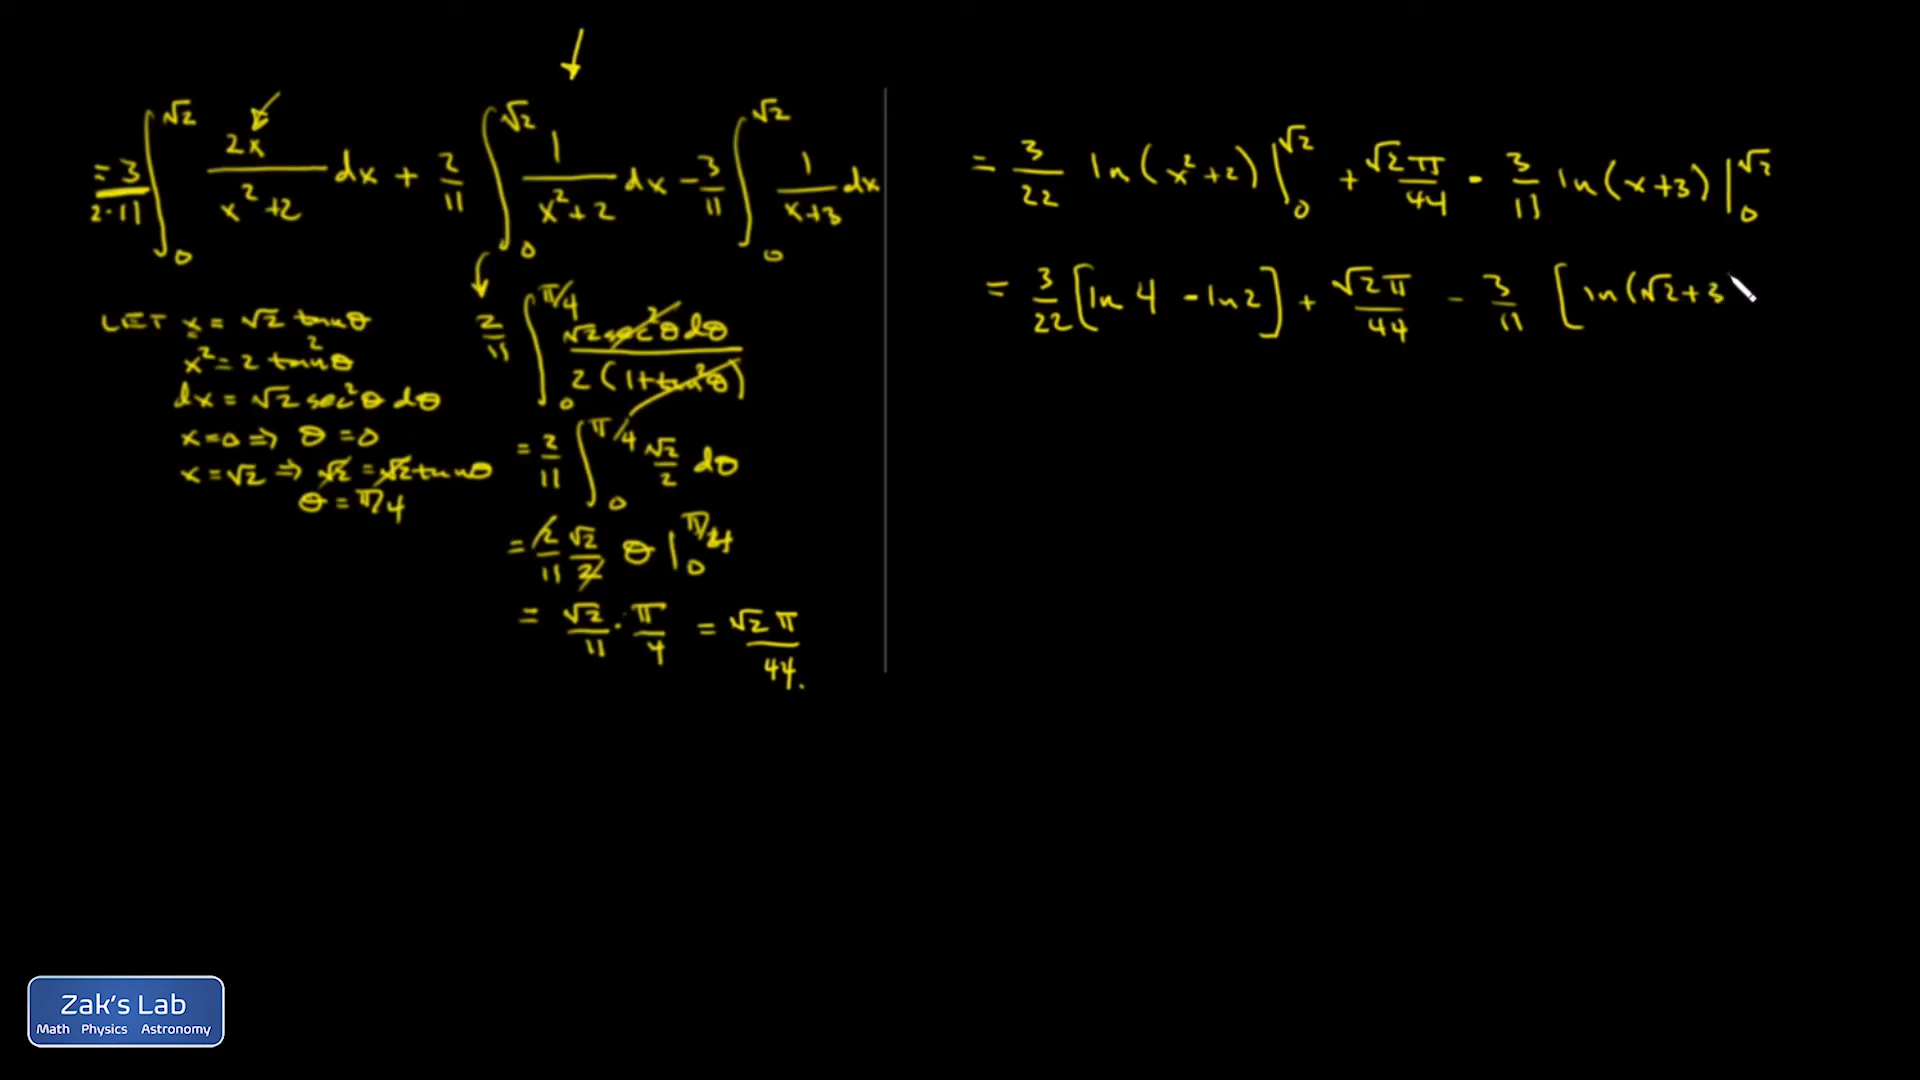 = 3/(2·11) ∫₀^√2 2x/(x²+2) dx + 2/11 ∫₀^√2 1/(x²+2) dx - 3/11 ∫₀^√2 1/(x+3) dx
LET x = √2 tanθ
x² = 2 tan²θ
dx = √2 sec²θ dθ
x=0 ⇒ θ = 0
x = √2 ⇒ √2 = √2 tanθ
θ = π/4
2/11 ∫₀^π/4 √2 sec²θ dθ / 2(1+tan²θ)
= 2/11 ∫₀^π/4 √2/2 dθ
= 2/11 √2/2 θ |₀^π/4
= √2/11 · π/4 = √2 π/44.
= 3/22 ln(x²+2) |₀^√2 + √2 π/44 - 3/11 ln(x+3) |₀^√2
= 3/22 [ln 4 - ln 2] + √2 π/44 - 3/11 [ln(√2+3
Zak's Lab
Math Physics Astronomy